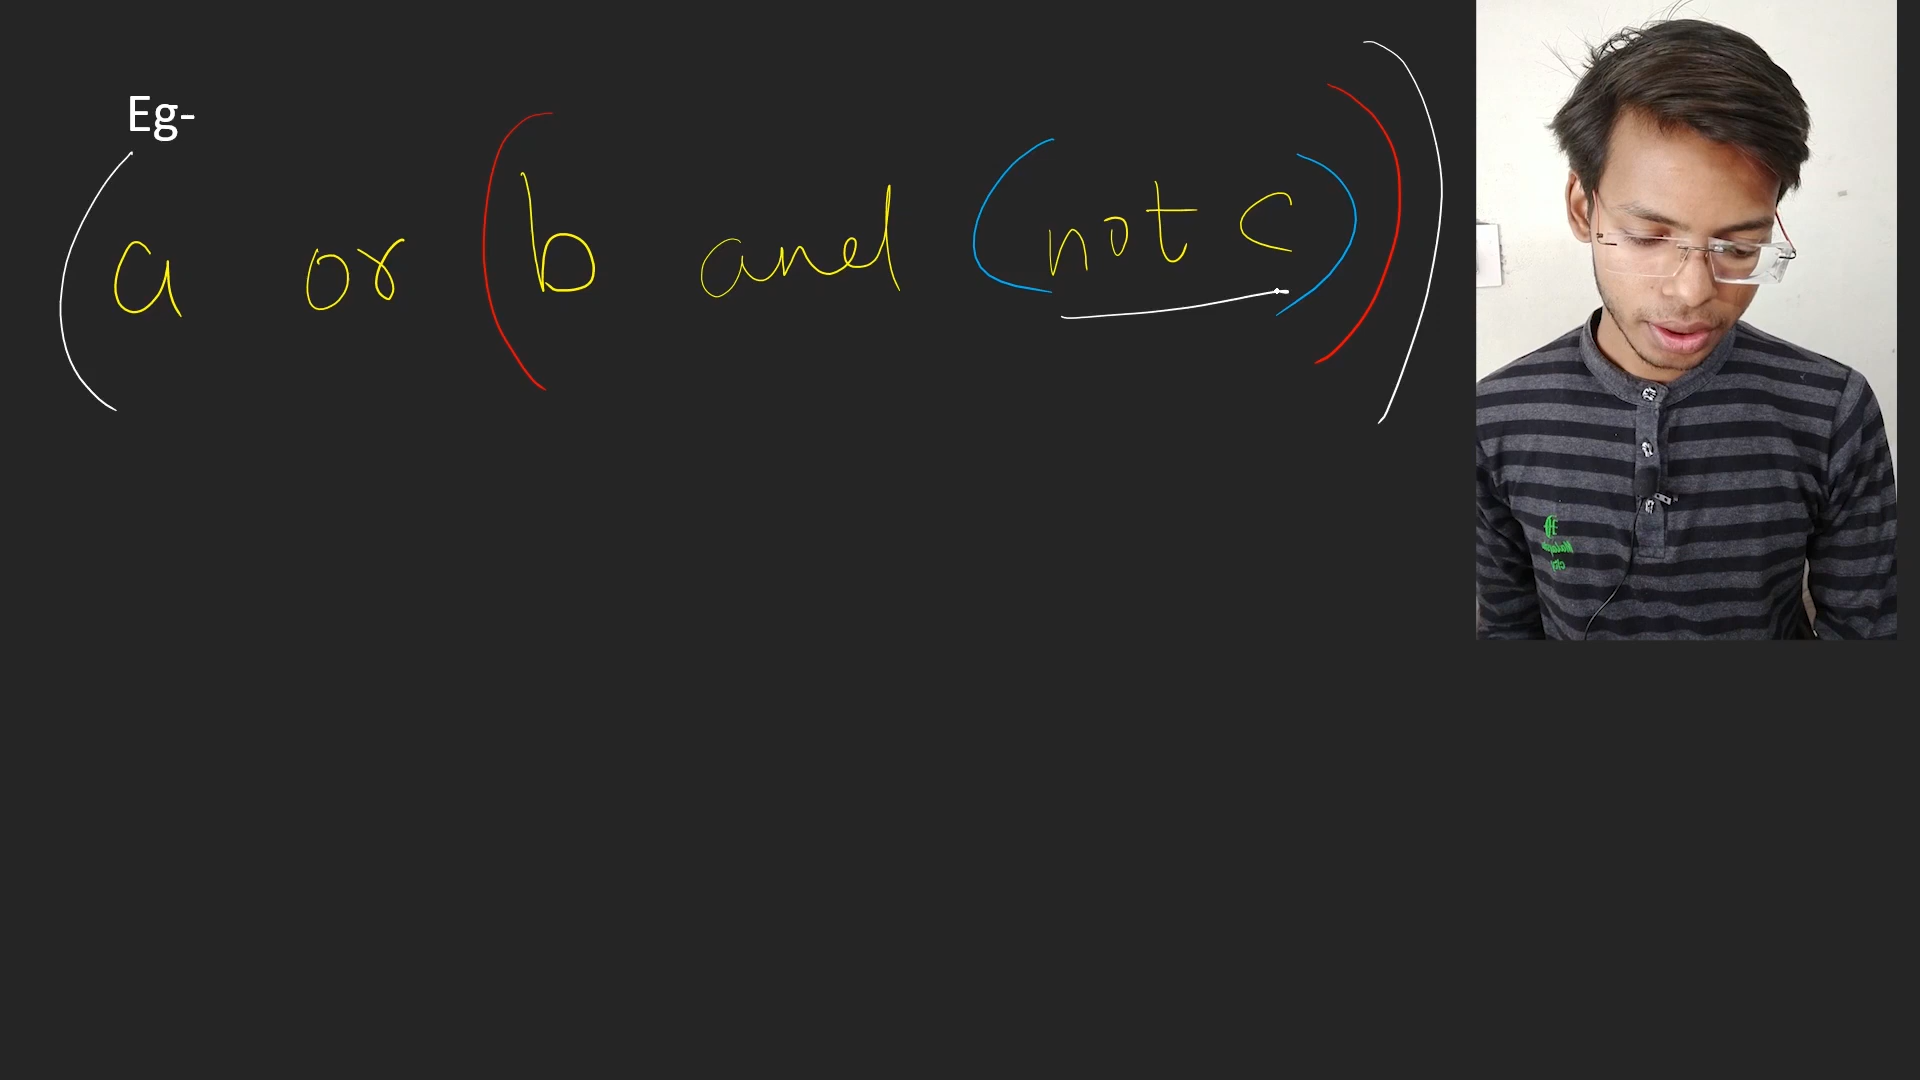 Eg-
(a or (b and (not c)))